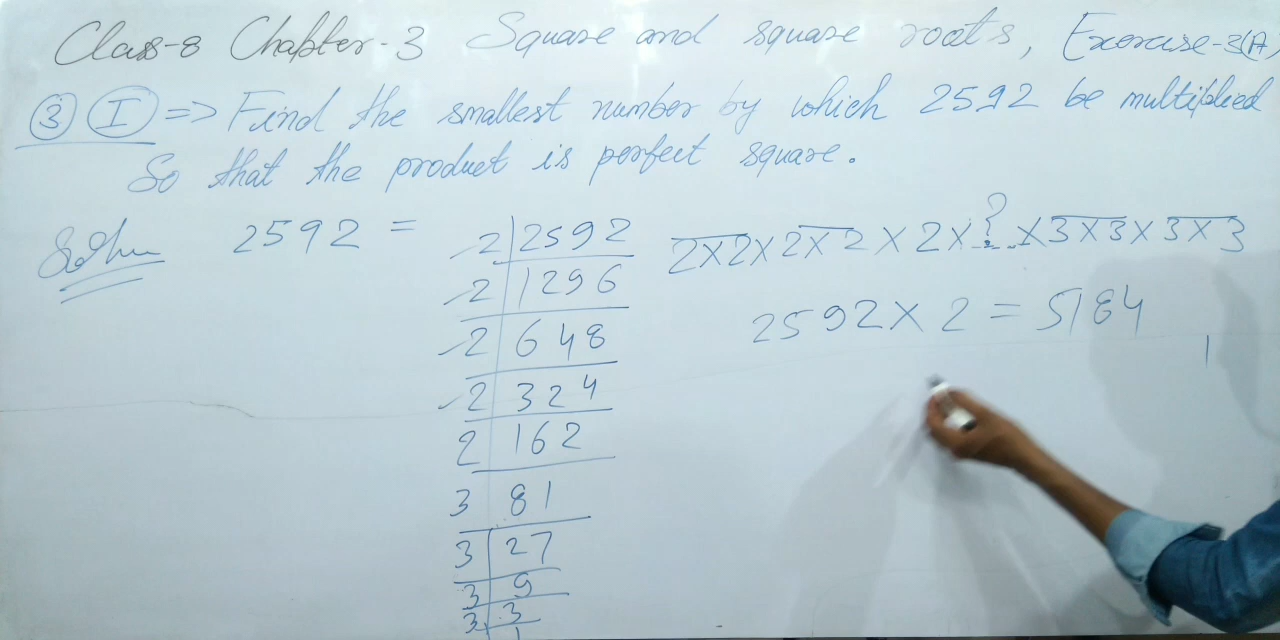 Class-8 Chapter-3 Square and square roots, Exercise-3(A)
3 I => Find the smallest number by which 2592 be multiplied
So that the product is perfect square.
Soln 2592 =
2 | 2592
2 | 1296
2 | 648
2 | 324
2 | 162
3 | 81
3 | 27
3 | 9
3 | 3
1
2×2×2×2×2×?×3×3×3×3
2592×2=5184